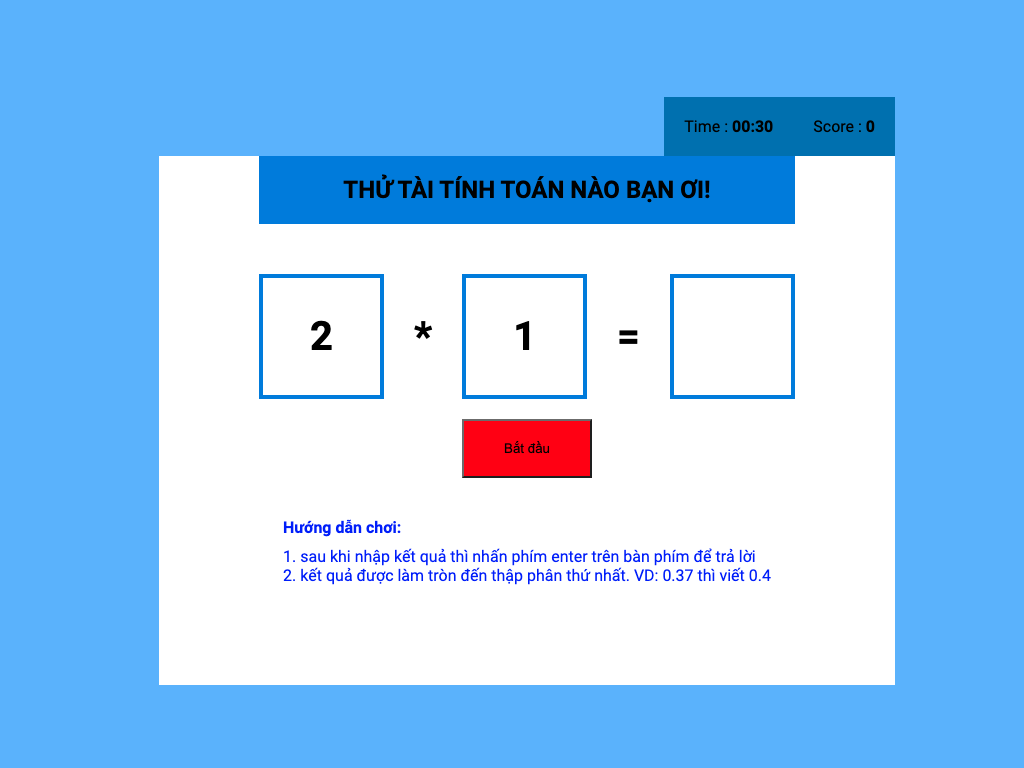 Time : 00:30 Score : 0
THỬ TÀI TÍNH TOÁN NÀO BẠN ƠI!
2 * 1 =
Bắt đầu
Hướng dẫn chơi:
1. sau khi nhập kết quả thì nhấn phím enter trên bàn phím để trả lời
2. kết quả được làm tròn đến thập phân thứ nhất. VD: 0.37 thì viết 0.4